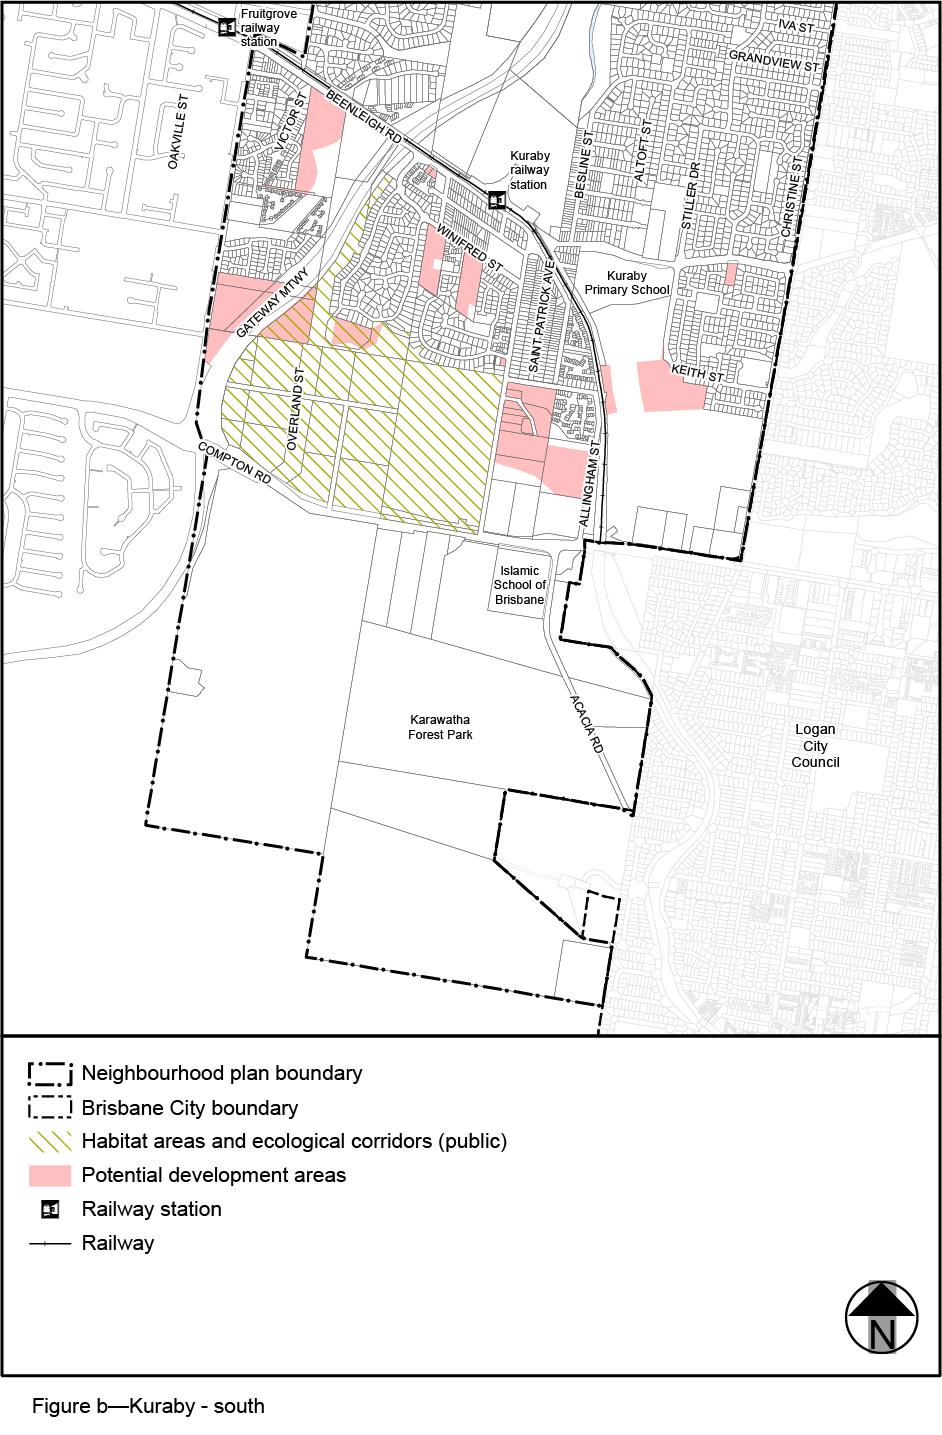 Fruitgrove
railway
station
IVA ST
GRANDVIEW ST
OAKVILLE ST
VICTOR ST
BEENLEIGH RD
Kuraby
railway
station
BESLINE ST
ALTOFT ST
STILLER DR
CHRISTINE ST
WINIFRED ST
GATEWAY MTWY
SAINT PATRICK AVE
Kuraby
Primary School
KEITH ST
OVERLAND ST
COMPTON RD
ALLINGHAM ST
Islamic
School of
Brisbane
ACACIA RD
Karawatha
Forest Park
Logan
City
Council
Neighbourhood plan boundary
Brisbane City boundary
Habitat areas and ecological corridors (public)
Potential development areas
Railway station
Railway
N
Figure b—Kuraby - south